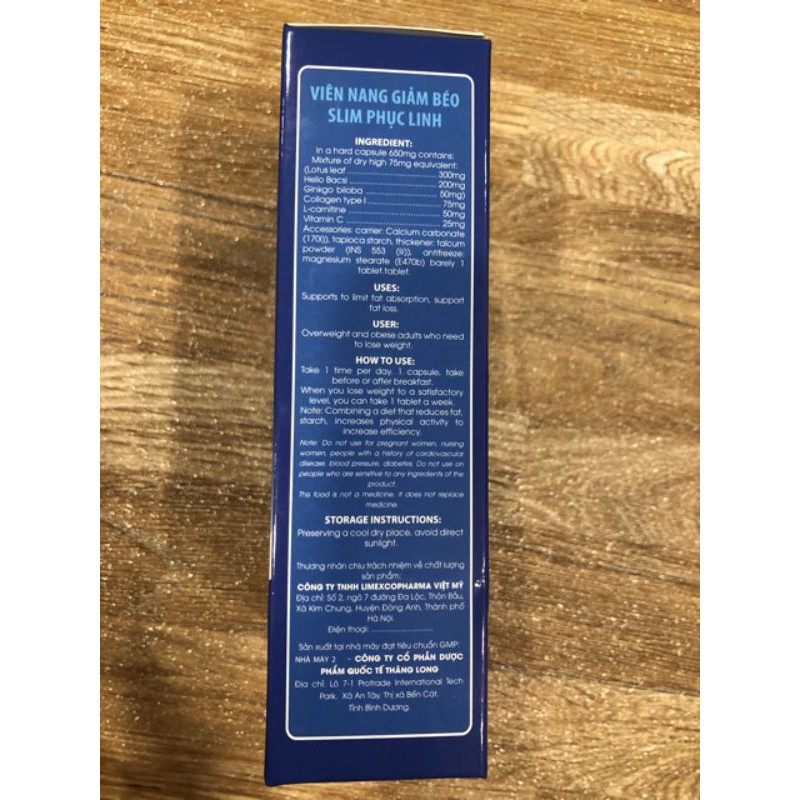 VIÊN NANG GIẢM BÉO
SLIM PHỤC LINH
INGREDIENT:
In a hard capsule 650mg contains:
Mixture of dry high 75mg equivalent:
(Lotus leaf 300mg
Hello Bacsi 200mg
Ginkgo biloba 50mg)
Collagen type I 75mg
L-carnitine 50mg
Vitamin C 25mg
Accessories: carrier: Calcium carbonate
(170i)), tapioca starch, thickener: talcum
powder (INS 553 (iii)), antifreeze:
magnesium stearate (E470b) barely 1
tablet.tablet.
USES:
Supports to limit fat absorption, support
fat loss.
USER:
Overweight and obese adults who need
to lose weight.
HOW TO USE:
Take 1 time per day. 1 capsule, take
before or after breakfast.
When you lose weight to a satisfactory
level, you can take 1 tablet a week.
Note: Combining a diet that reduces fat,
starch, increases physical activity to
increase efficiency.
Note: Do not use for pregnant women, nursing
women, people with a history of cardiovascular
disease, blood pressure, diabetes. Do not use on
people who are sensitive to any ingredients of the
product.
This food is not a medicine, it does not replace
medicine.
STORAGE INSTRUCTIONS:
Preserving a cool dry place, avoid direct
sunlight.
Thương nhân chịu trách nhiệm về chất lượng
sản phẩm:
CÔNG TY TNHH LIMEXCOPHARMA VIỆT MỸ
Địa chỉ: Số 2, ngõ 7 đường Đa Lộc, Thôn Bầu,
Xã Kim Chung, Huyện Đông Anh, Thành phố
Hà Nội
Điện thoại: ........................
Sản xuất tại nhà máy đạt tiêu chuẩn GMP:
NHÀ MÁY 2 - CÔNG TY CỔ PHẦN DƯỢC
PHẨM QUỐC TẾ THĂNG LONG
Địa chỉ: Lô 7-1 Protrade International Tech
Park. Xã An Tây, Thị xã Bến Cát,
Tỉnh Bình Dương.